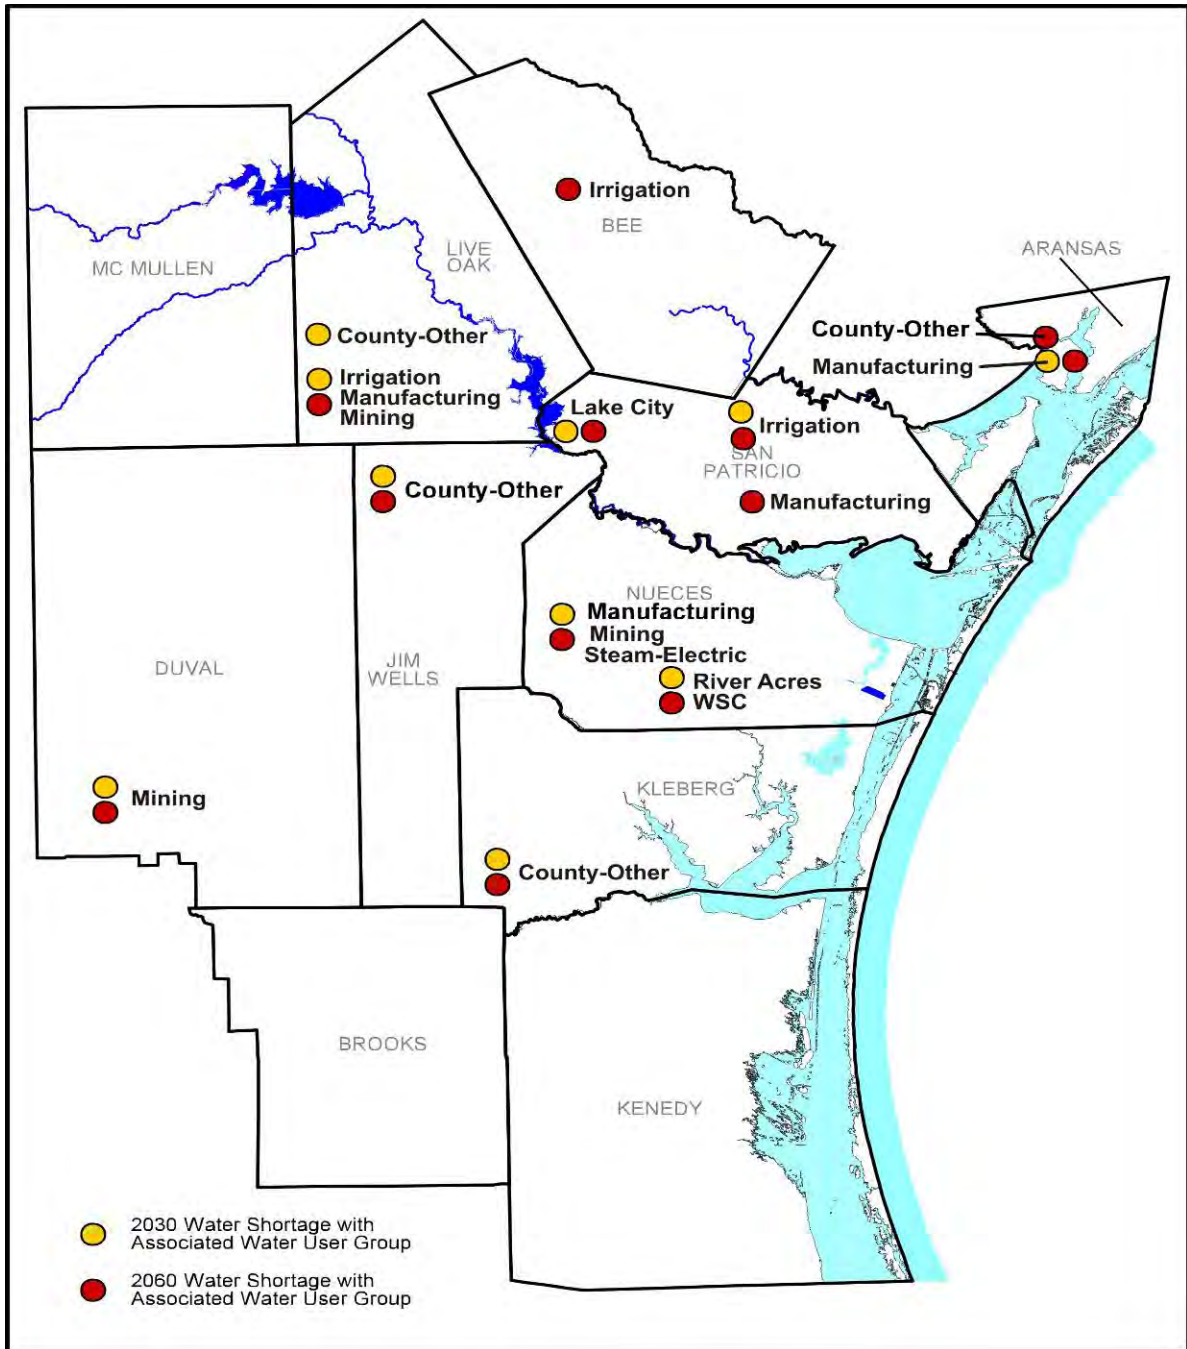 Irrigation
BEE
ARANSAS
LIVE
OAK
MC MULLEN
County-Other
Manufacturing
County-Other
Irrigation
Manufacturing
Mining
Lake City
Irrigation
SAN
PATRICIO
Manufacturing
County-Other
NUECES
Manufacturing
Mining
Steam-Electric
River Acres
WSC
DUVAL
JIM
WELLS
Mining
KLEBERG
County-Other
BROOKS
KENEDY
2030 Water Shortage with
Associated Water User Group
2060 Water Shortage with
Associated Water User Group